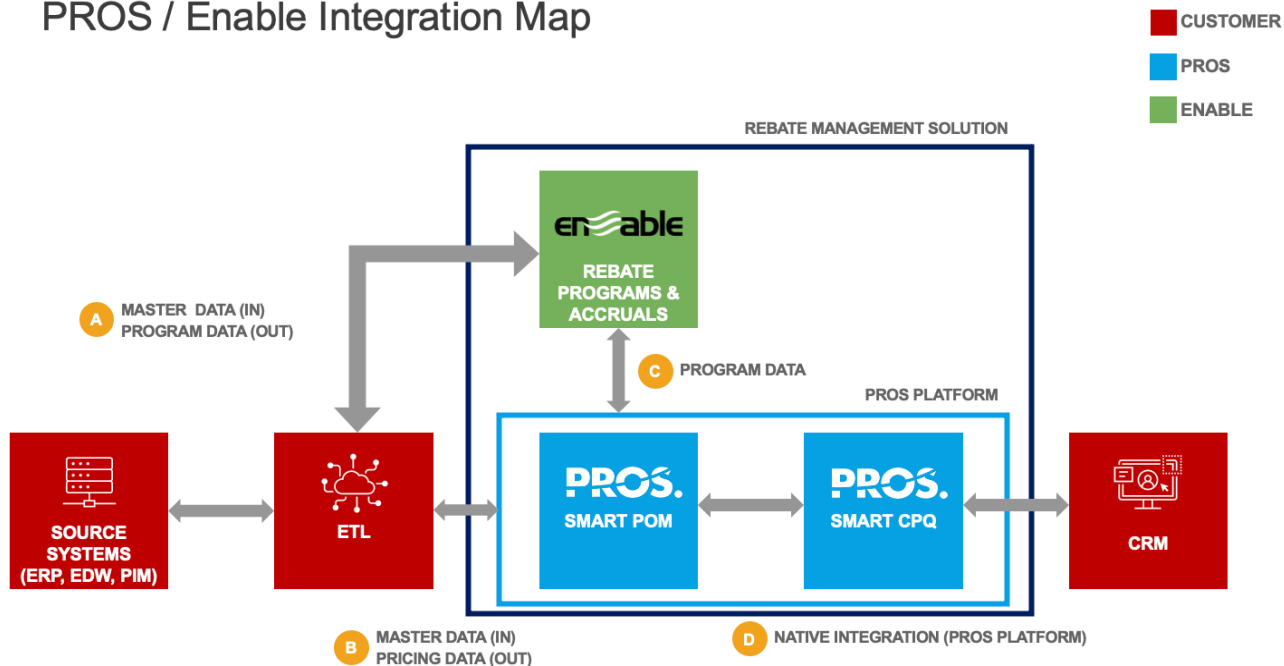 PROS / Enable Integration Map
CUSTOMER
PROS
ENABLE
REBATE MANAGEMENT SOLUTION
enable
REBATE
PROGRAMS &
ACCRUALS
A
MASTER DATA (IN)
PROGRAM DATA (OUT)
C
PROGRAM DATA
PROS PLATFORM
SOURCE
SYSTEMS
(ERP, EDW, PIM)
ETL
PROS.
SMART POM
PROS.
SMART CPQ
CRM
B
MASTER DATA (IN)
PRICING DATA (OUT)
D
NATIVE INTEGRATION (PROS PLATFORM)